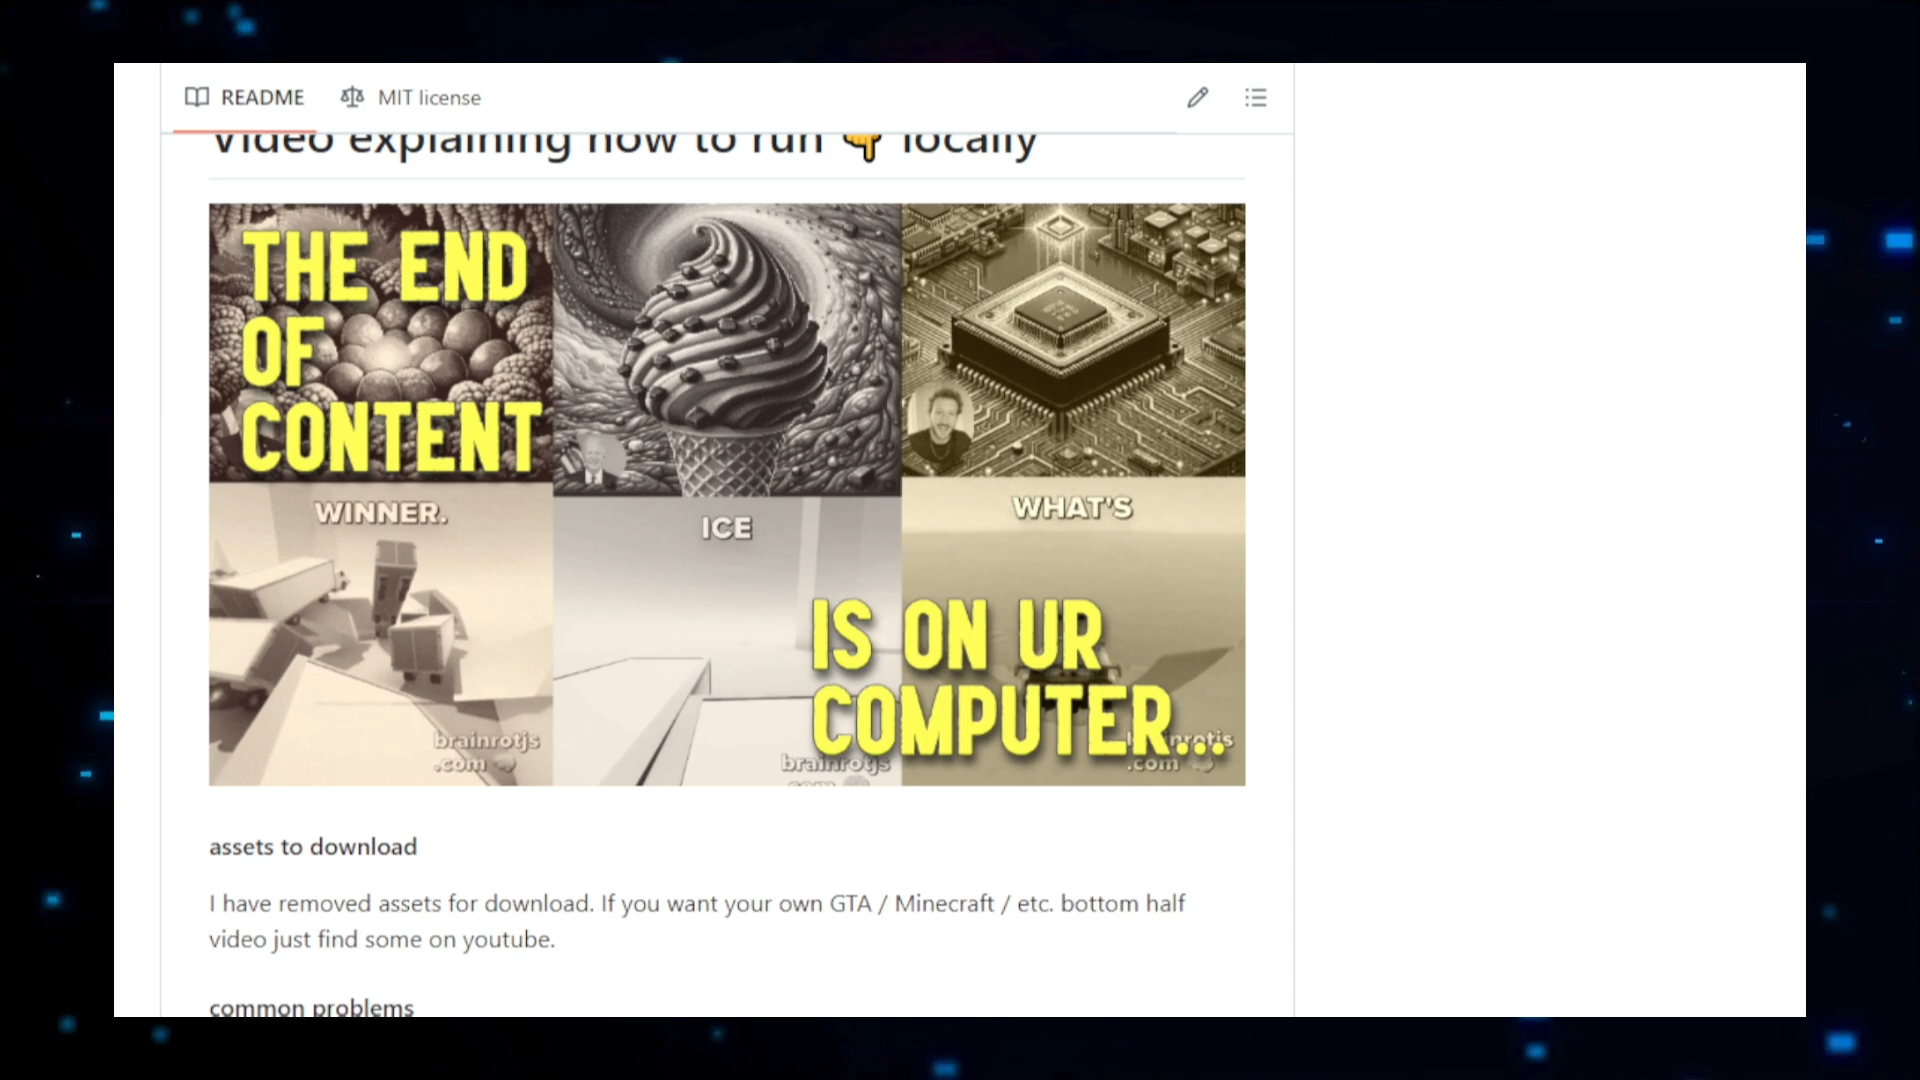 README
MIT license
Video explaining how to run 👇 locally
THE END
OF
CONTENT
WINNER.
ICE
WHAT'S
IS ON UR
COMPUTER...
brainrotjs
.com
brainrotjs
.com
assets to download
I have removed assets for download. If you want your own GTA / Minecraft / etc. bottom half
video just find some on youtube.
common problems